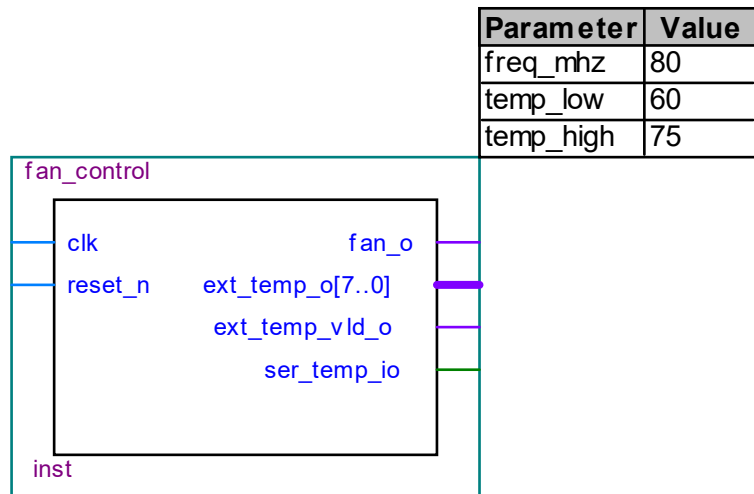 Parameter Value
freq_mhz 80
temp_low 60
temp_high 75
fan_control
clk fan_o
reset_n ext_temp_o[7..0]
ext_temp_vld_o
ser_temp_io
inst